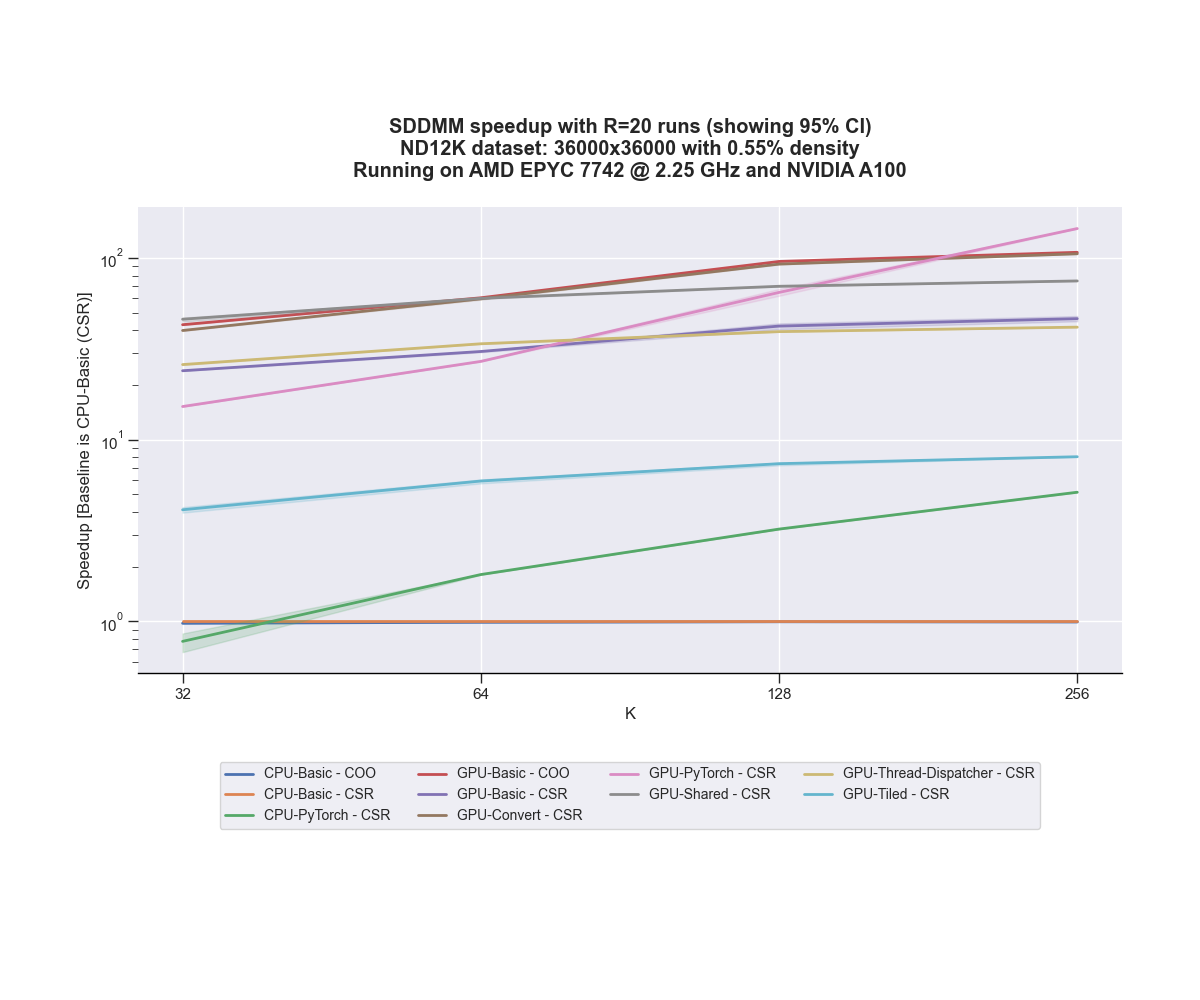 SDDMM speedup with R=20 runs (showing 95% CI)
ND12K dataset: 36000x36000 with 0.55% density
Running on AMD EPYC 7742 @ 2.25 GHz and NVIDIA A100
Speedup [Baseline is CPU-Basic (CSR)]
10^2
10^1
10^0
32 64 128 256
K
CPU-Basic - COO GPU-Basic - COO GPU-PyTorch - CSR GPU-Thread-Dispatcher - CSR
CPU-Basic - CSR GPU-Basic - CSR GPU-Shared - CSR GPU-Tiled - CSR
CPU-PyTorch - CSR GPU-Convert - CSR